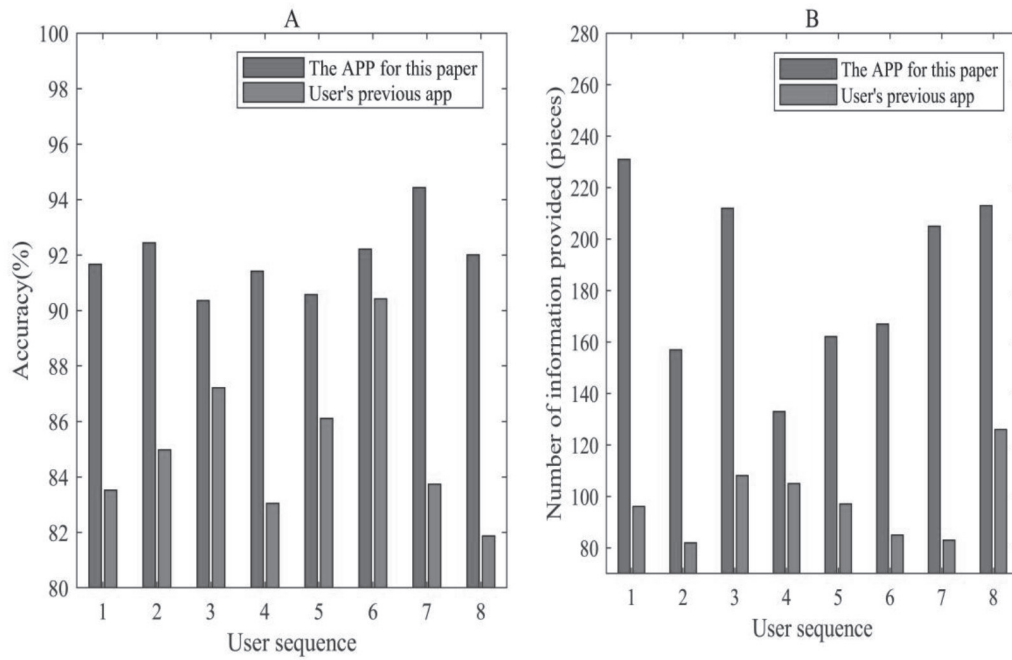 A
100
98
96
94
92
90
88
86
84
82
80
Accuracy(%)
The APP for this paper
User's previous app
1 2 3 4 5 6 7 8
User sequence
B
280
260
240
220
200
180
160
140
120
100
80
Number of information provided (pieces)
The APP for this paper
User's previous app
1 2 3 4 5 6 7 8
User sequence